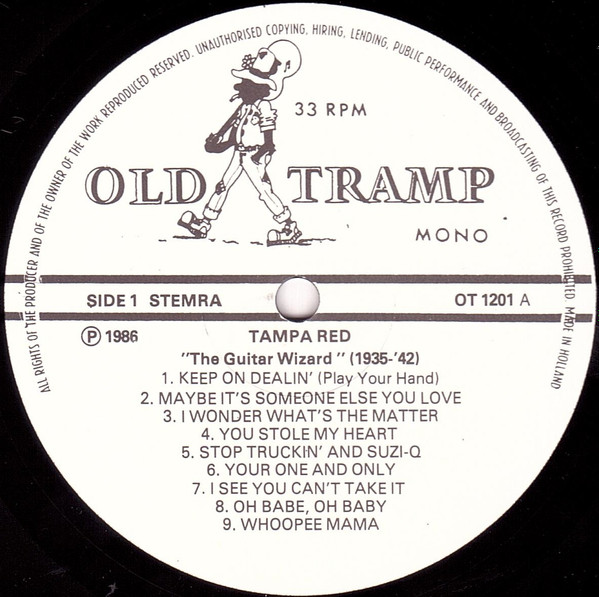 ALL RIGHTS OF THE PRODUCER AND OF THE OWNER OF THE WORK REPRODUCED RESERVED. UNAUTHORISED COPYING, HIRING, LENDING, PUBLIC PERFORMANCE AND BROADCASTING OF THIS RECORD PROHIBITED MADE IN HOLLAND
33 RPM
OLD TRAMP
MONO
SIDE 1 STEMRA OT 1201 A
Ⓟ 1986 TAMPA RED
"The Guitar Wizard" (1935-'42)
1. KEEP ON DEALIN' (Play Your Hand)
2. MAYBE IT'S SOMEONE ELSE YOU LOVE
3. I WONDER WHAT'S THE MATTER
4. YOU STOLE MY HEART
5. STOP TRUCKIN' AND SUZI-Q
6. YOUR ONE AND ONLY
7. I SEE YOU CAN'T TAKE IT
8. OH BABE, OH BABY
9. WHOOPEE MAMA